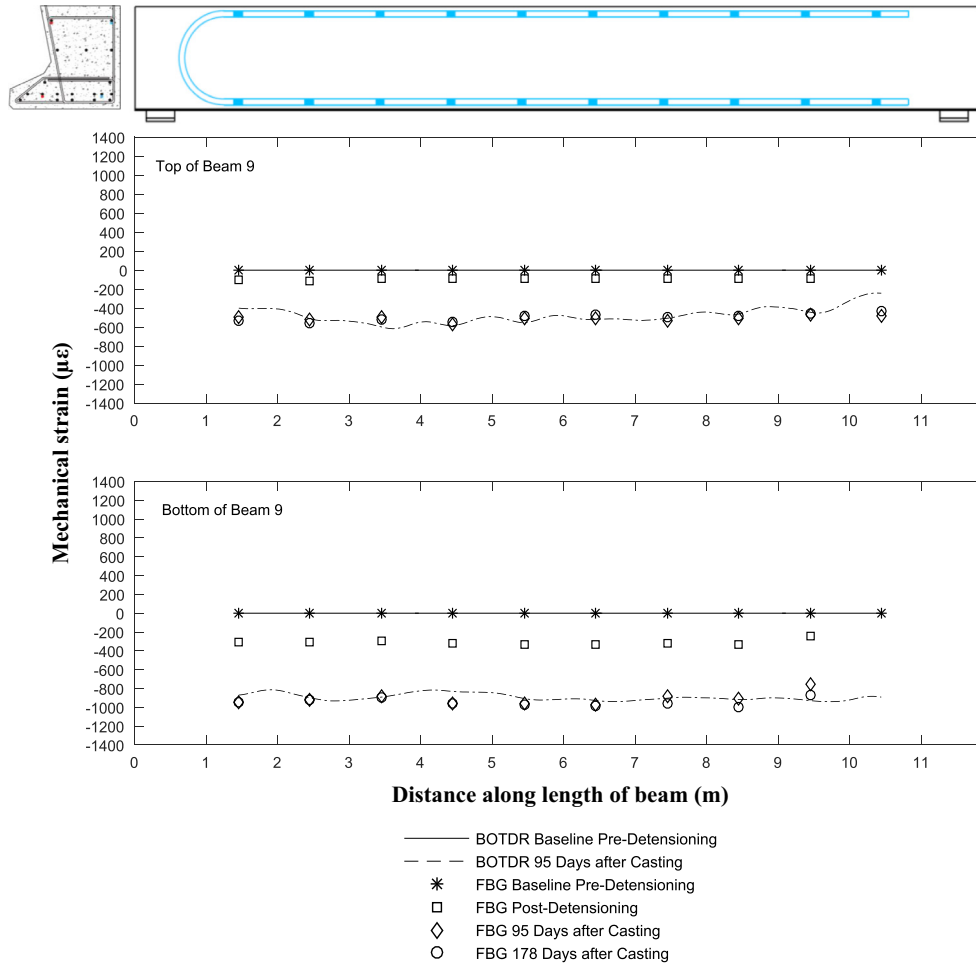 1400
1200
1000
800
600
400
200
0
-200
-400
-600
-800
-1000
-1200
-1400
Top of Beam 9
0 1 2 3 4 5 6 7 8 9 10 11
Mechanical strain (με)
1400
1200
1000
800
600
400
200
0
-200
-400
-600
-800
-1000
-1200
-1400
Bottom of Beam 9
0 1 2 3 4 5 6 7 8 9 10 11
Distance along length of beam (m)
BOTDR Baseline Pre-Detensioning
BOTDR 95 Days after Casting
FBG Baseline Pre-Detensioning
FBG Post-Detensioning
FBG 95 Days after Casting
FBG 178 Days after Casting